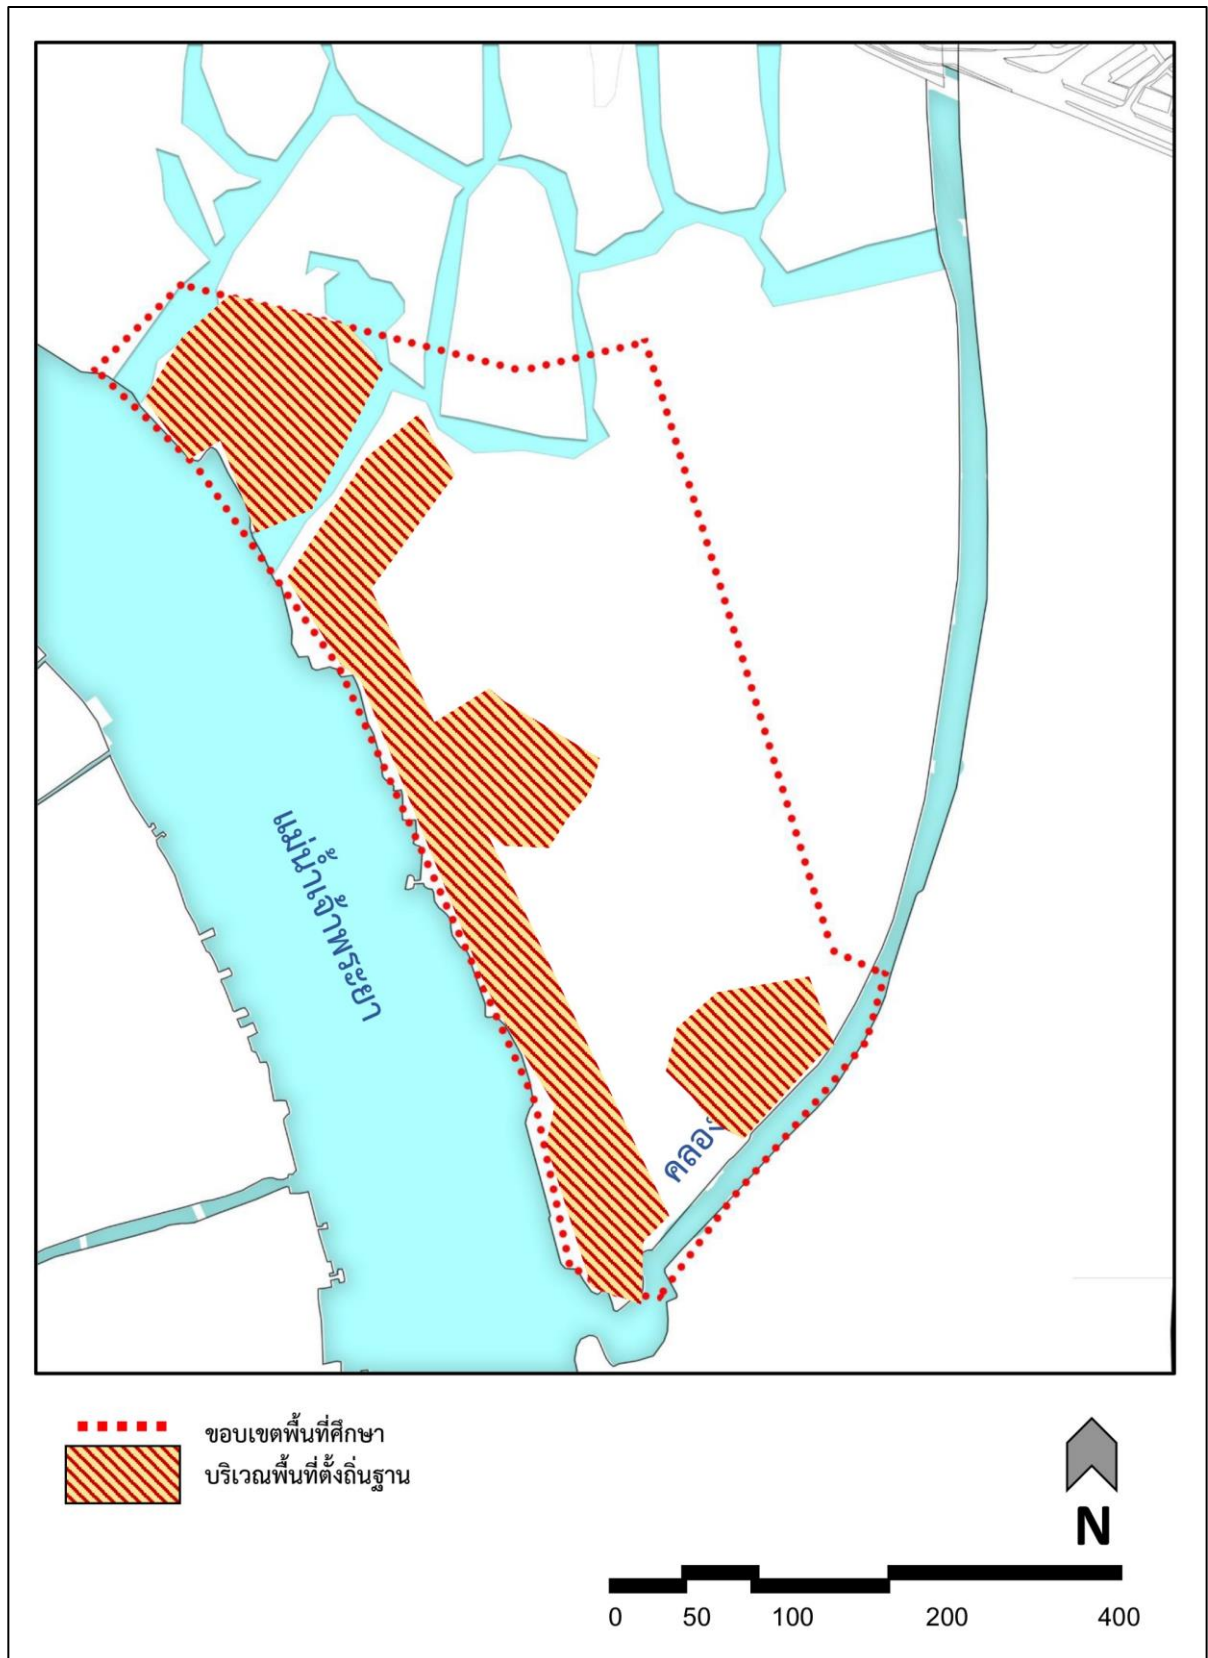 แม่น้ำเจ้าพระยา
คลอง
ขอบเขตพื้นที่ศึกษา
บริเวณพื้นที่ตั้งถิ่นฐาน
N
0 50 100 200 400